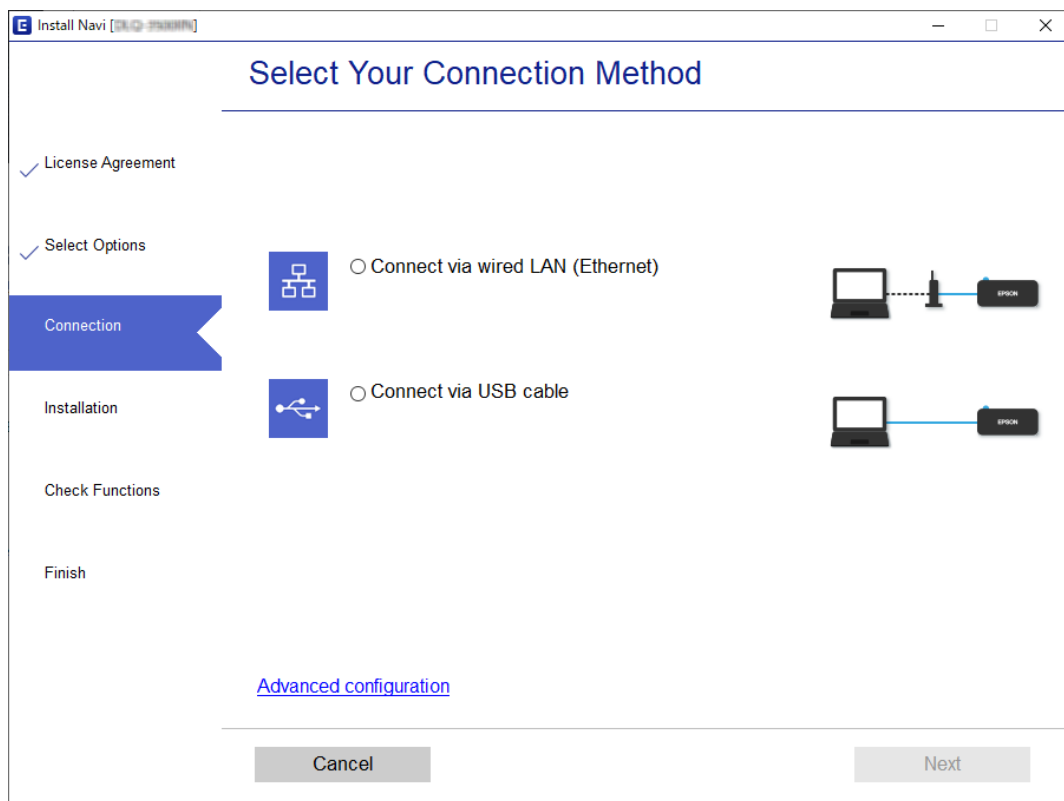 Install Navi [
Select Your Connection Method
License Agreement
Select Options
Connection
Installation
Check Functions
Finish
Connect via wired LAN (Ethernet)
EPSON
Connect via USB cable
EPSON
Advanced configuration
Cancel
Next